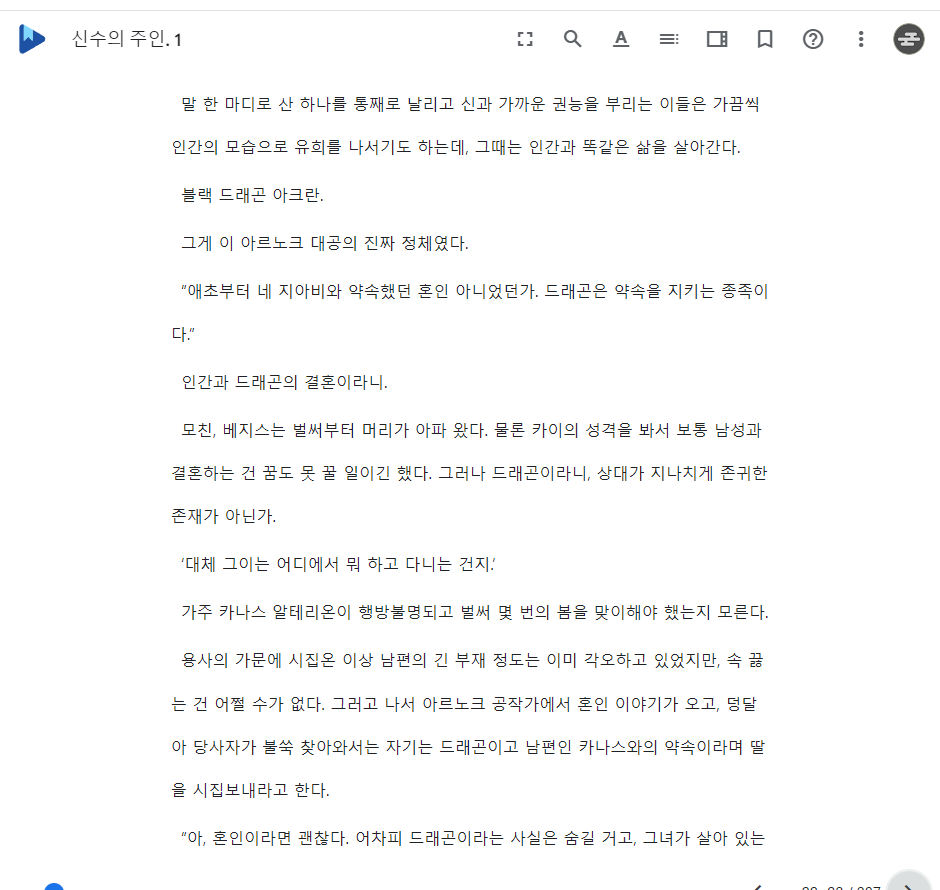 신수의 주인. 1
말 한 마디로 산 하나를 통째로 날리고 신과 가까운 권능을 부리는 이들은 가끔씩
인간의 모습으로 유희를 나서기도 하는데, 그때는 인간과 똑같은 삶을 살아간다.
블랙 드래곤 아크란.
그게 이 아르노크 대공의 진짜 정체였다.
“애초부터 네 지아비와 약속했던 혼인 아니었던가. 드래곤은 약속을 지키는 종족이
다.”
인간과 드래곤의 결혼이라니.
모친, 베지스는 벌써부터 머리가 아파 왔다. 물론 카이의 성격을 봐서 보통 남성과
결혼하는 건 꿈도 못 꿀 일이긴 했다. 그러나 드래곤이라니, 상대가 지나치게 존귀한
존재가 아닌가.
‘대체 그이는 어디에서 뭐 하고 다니는 건지.’
가주 카나스 알테리온이 행방불명되고 벌써 몇 번의 봄을 맞이해야 했는지 모른다.
용사의 가문에 시집온 이상 남편의 긴 부재 정도는 이미 각오하고 있었지만, 속 끓
는 건 어쩔 수가 없다. 그러고 나서 아르노크 공작가에서 혼인 이야기가 오고, 덩달
아 당사자가 불쑥 찾아와서는 자기는 드래곤이고 남편인 카나스와의 약속이라며 딸
을 시집보내라고 한다.
“아, 혼인이라면 괜찮다. 어차피 드래곤이라는 사실은 숨길 거고, 그녀가 살아 있는